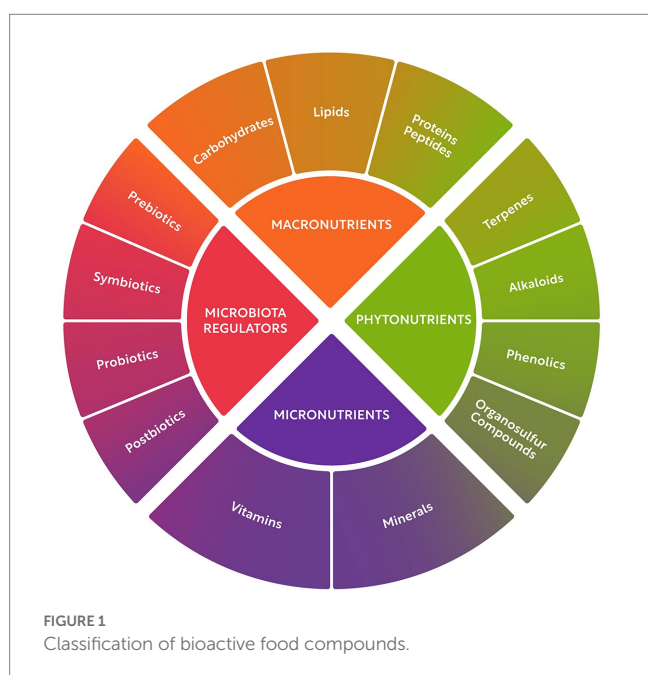 Carbohydrates
Lipids
Proteins
Peptides
MACRONUTRIENTS
Prebiotics
Symbiotics
Probiotics
Postbiotics
MICROBIOTA
REGULATORS
PHYTONUTRIENTS
Terpenes
Alkaloids
Phenolics
Organosulfur
Compounds
MICRONUTRIENTS
Vitamins
Minerals
FIGURE 1
Classification of bioactive food compounds.